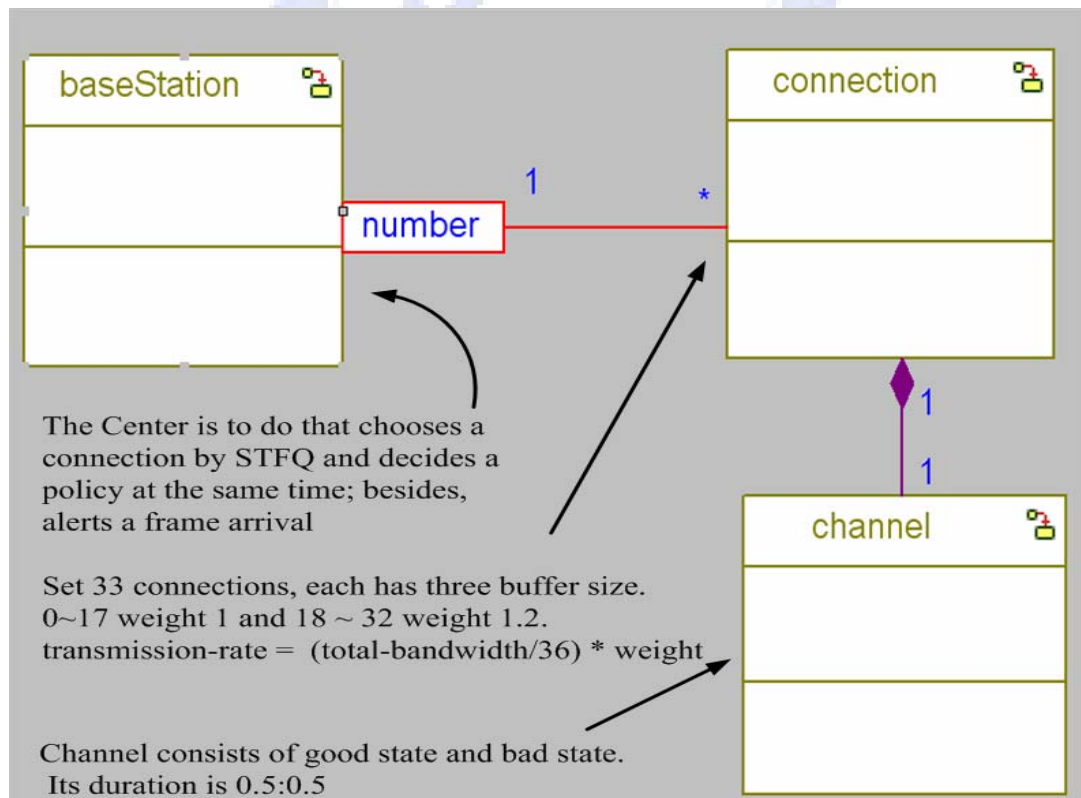 baseStation
connection
number
1
*
The Center is to do that chooses a
connection by STFQ and decides a
policy at the same time; besides,
alerts a frame arrival
1
1
channel
Set 33 connections, each has three buffer size.
0~17 weight 1 and 18 ~ 32 weight 1.2.
transmission-rate = (total-bandwidth/36) * weight
Channel consists of good state and bad state.
Its duration is 0.5:0.5